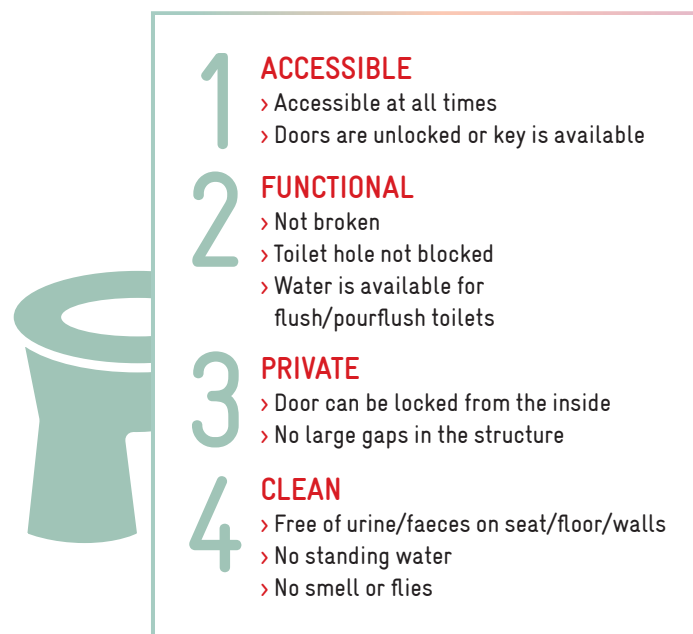 1
ACCESSIBLE
› Accessible at all times
› Doors are unlocked or key is available
2
FUNCTIONAL
› Not broken
› Toilet hole not blocked
› Water is available for
flush/pourflush toilets
3
PRIVATE
› Door can be locked from the inside
› No large gaps in the structure
4
CLEAN
› Free of urine/faeces on seat/floor/walls
› No standing water
› No smell or flies